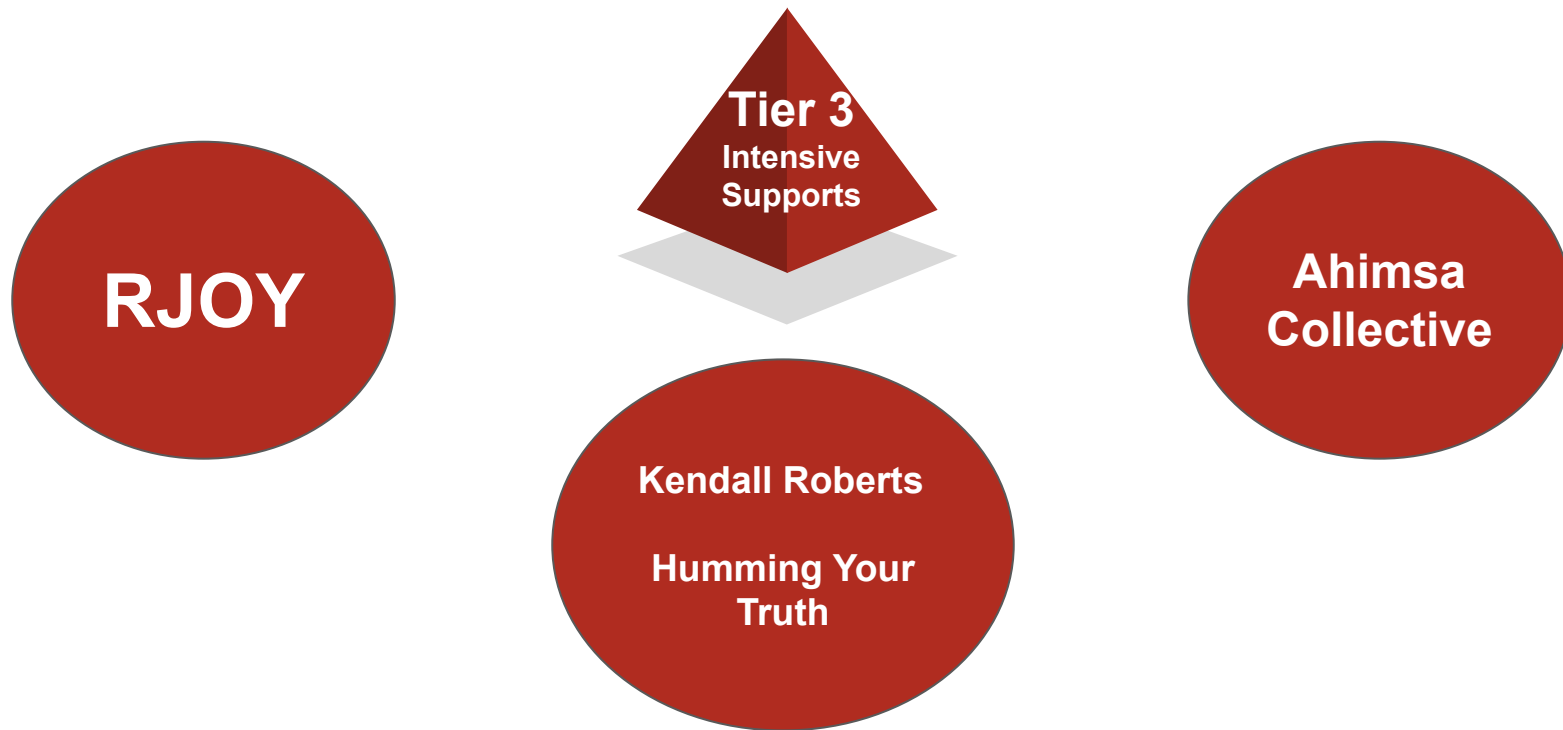 Tier 3
Intensive
Supports
RJOY
Ahimsa
Collective
Kendall Roberts
Humming Your
Truth